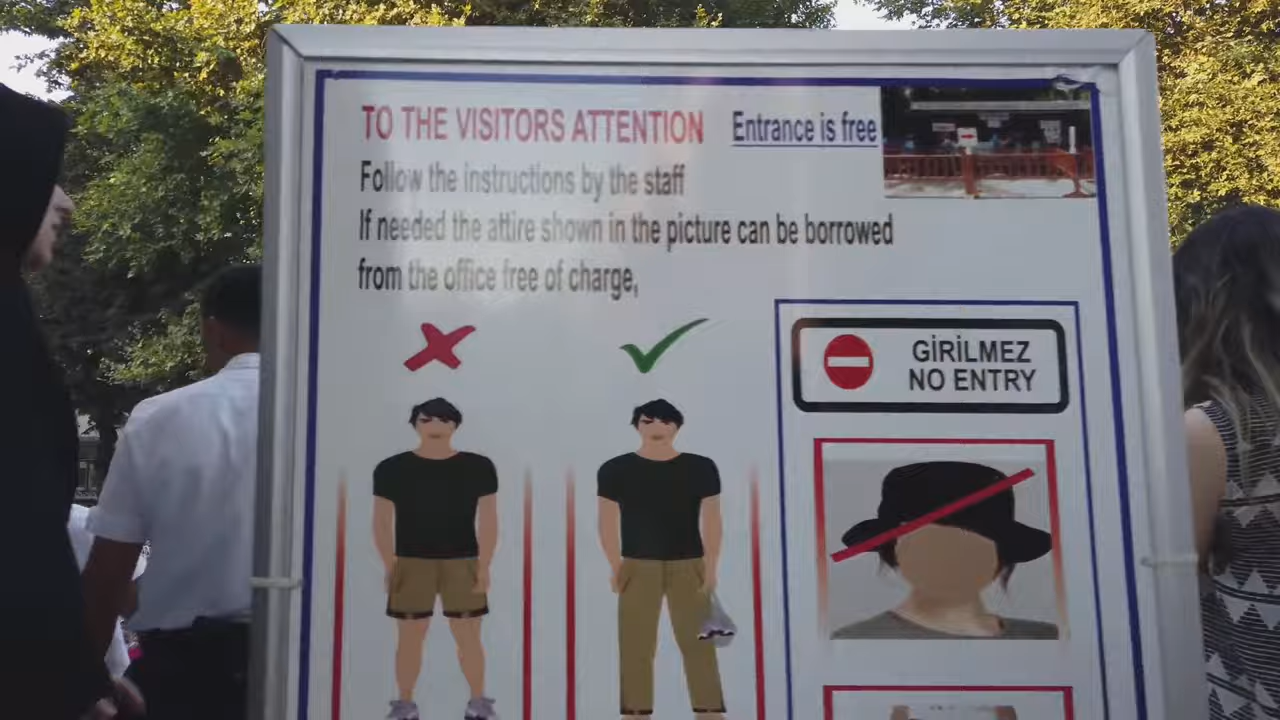 TO THE VISITORS ATTENTION Entrance is free
Follow the instructions by the staff
If needed the attire shown in the picture can be borrowed
from the office free of charge,
GİRİLMEZ
NO ENTRY